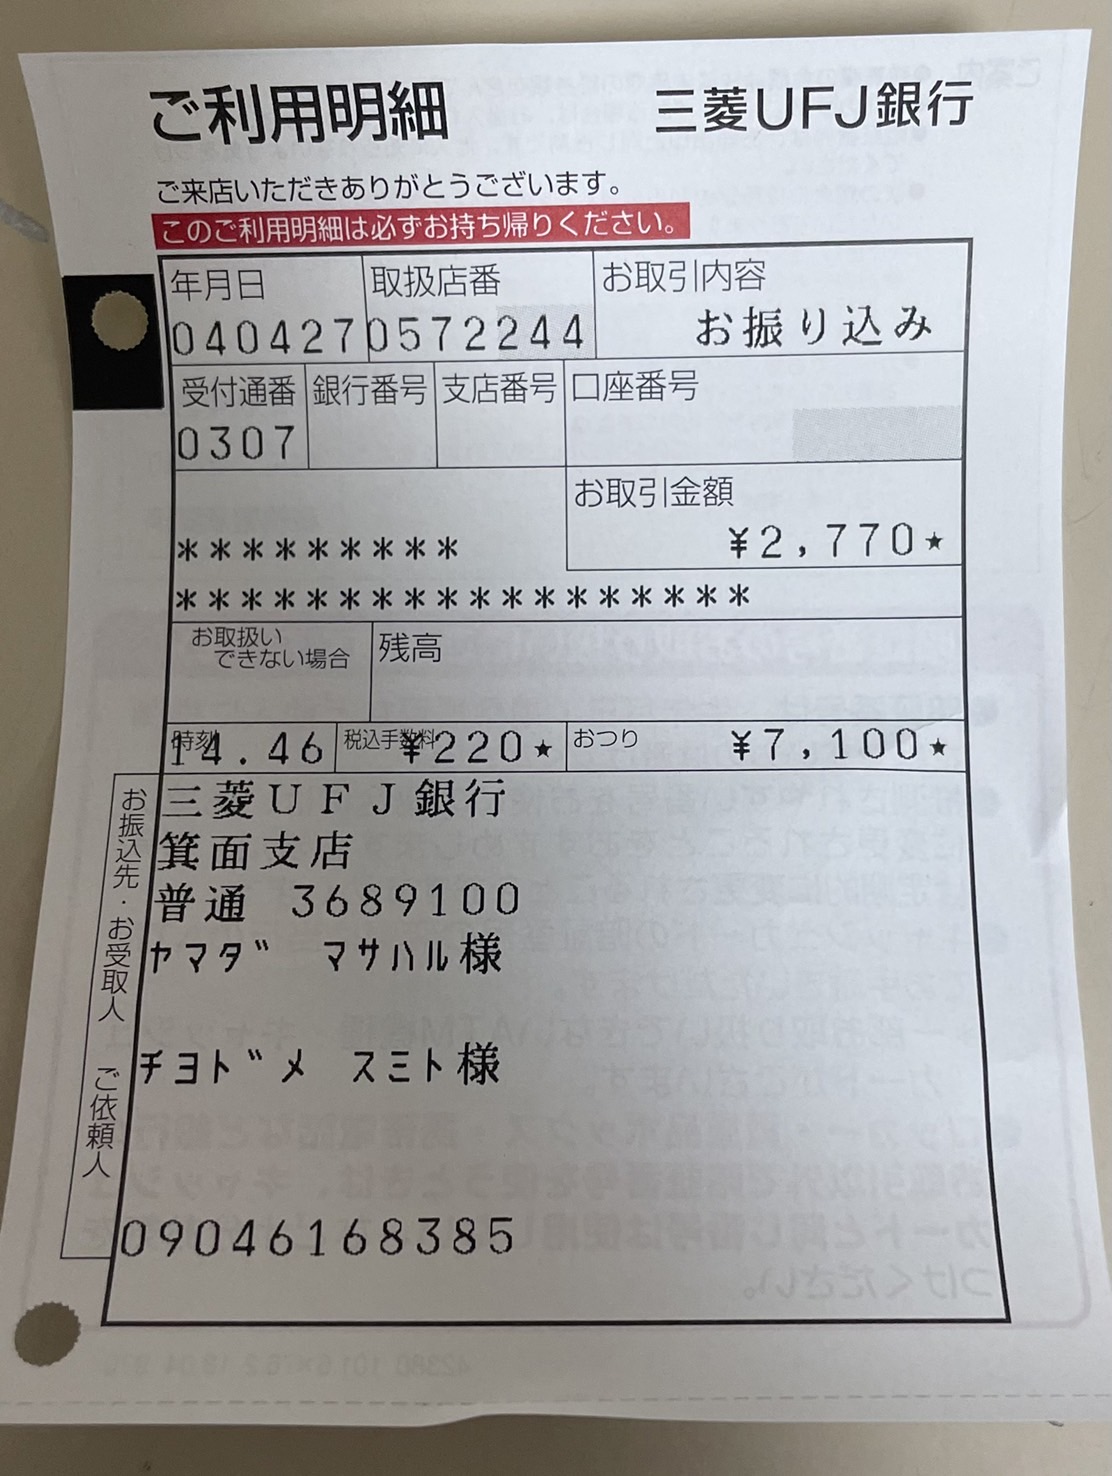 ご利用明細 三菱UFJ銀行
ご来店いただきありがとうございます。
このご利用明細は必ずお持ち帰りください。
年月日 取扱店番 お取引内容
040427 0572244 お振り込み
受付通番 銀行番号 支店番号 口座番号
0307
お取引金額
¥2,770★
*********
******************
お取扱いできない場合 残高
時刻 税込手数料 おつり
14.46 ¥220★ ¥7,100★
お振込先・お受取人
三菱UFJ銀行
箕面支店
普通 3689100
ヤマダ マサハル様
ご依頼人
チヨドメ スミト様
09046168385